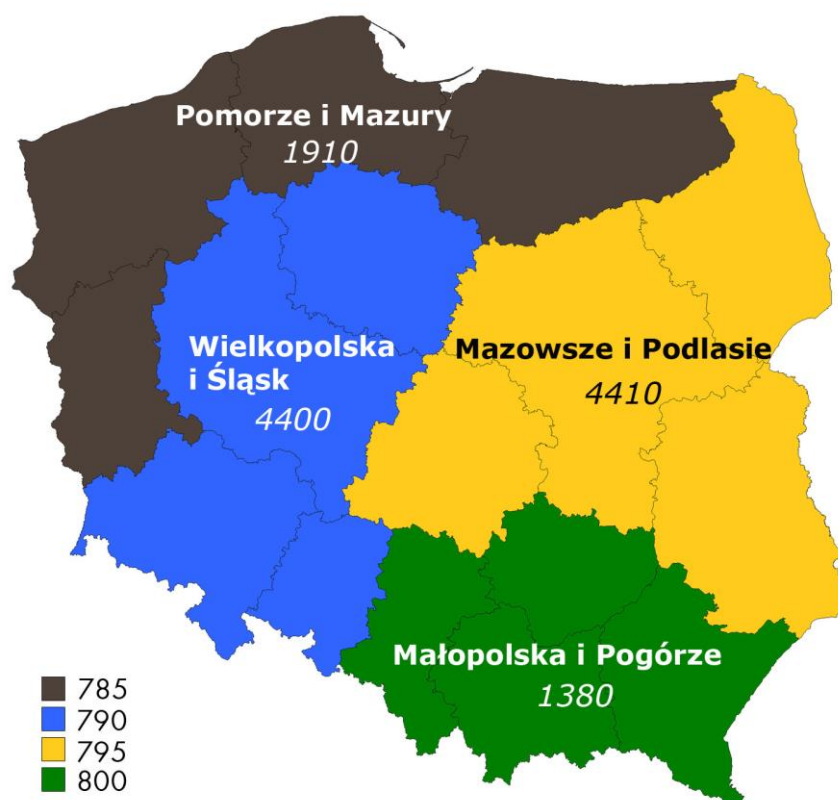 Pomorze i Mazury
1910
Wielkopolska
i Śląsk
4400
Mazowsze i Podlasie
4410
Małopolska i Pogórze
1380
785
790
795
800